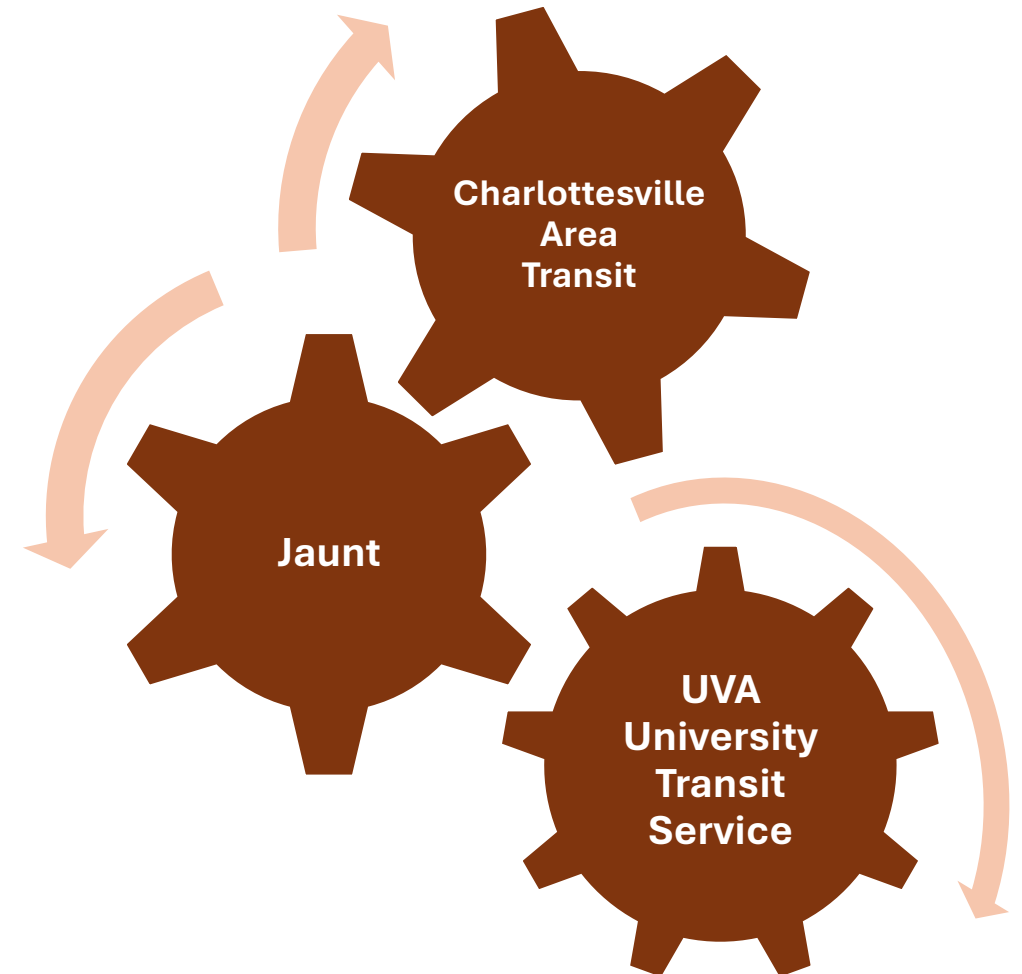 Charlottesville
Area
Transit
Jaunt
UVA
University
Transit
Service